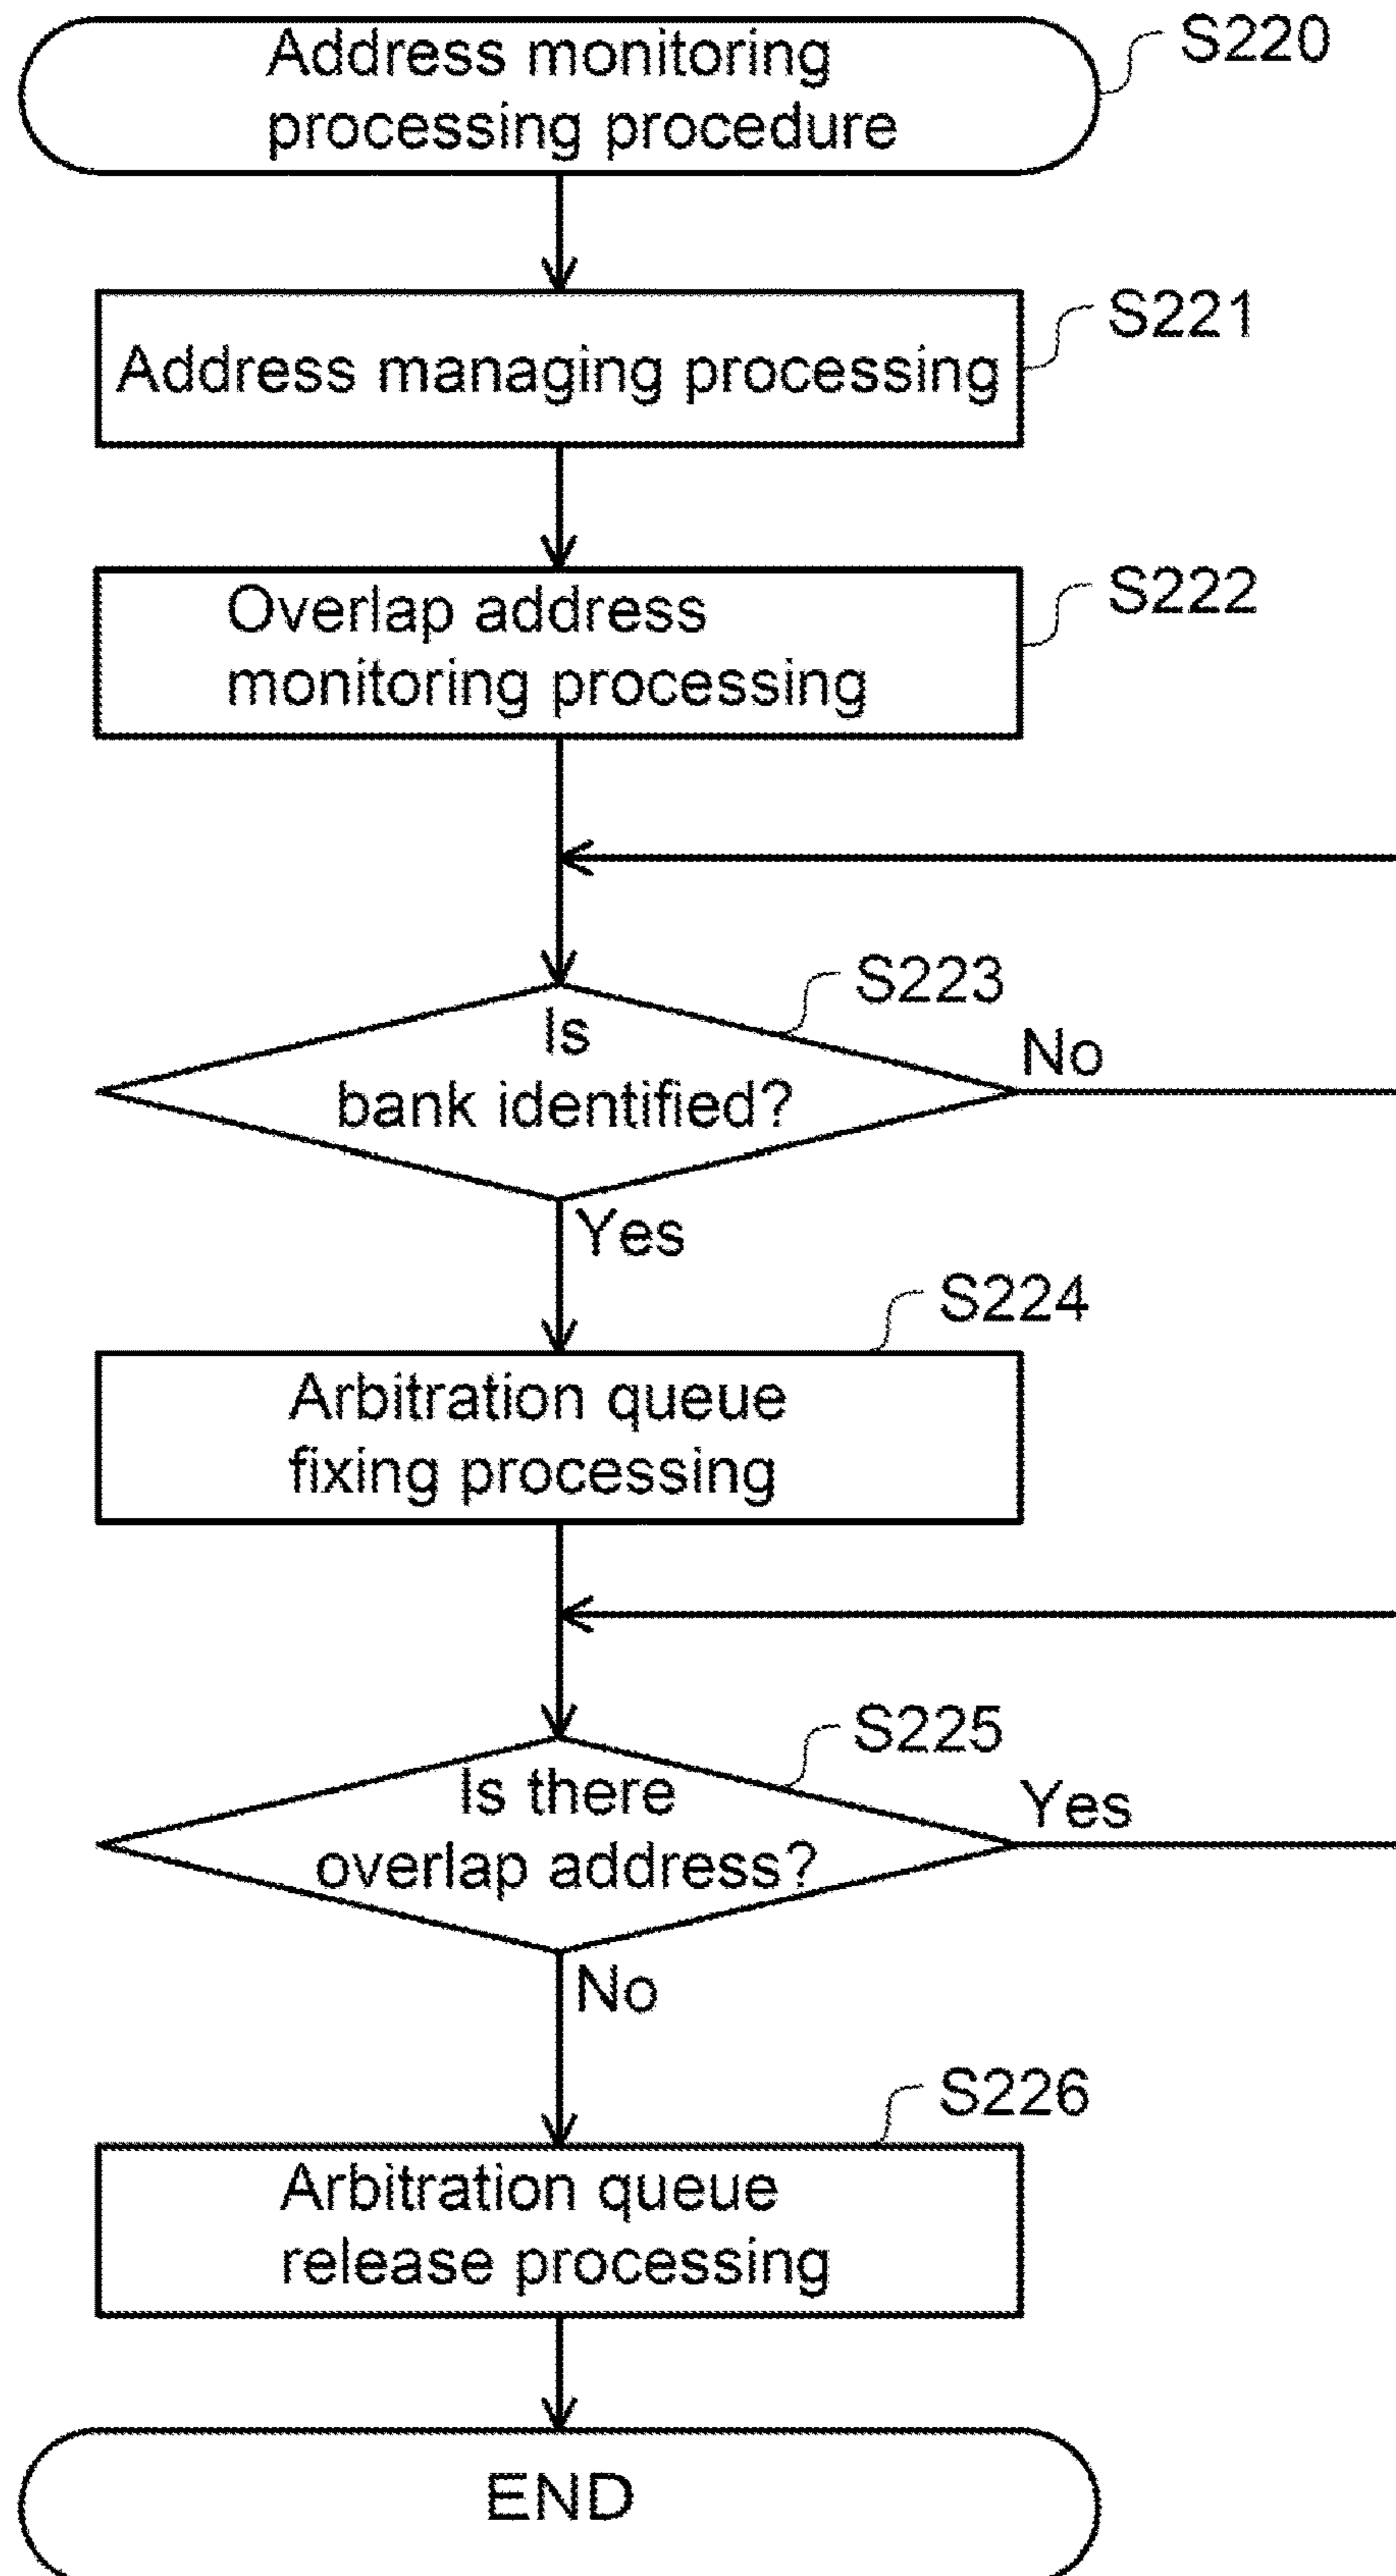 Address monitoring
processing procedure
S220
S221
Address managing processing
S222
Overlap address
monitoring processing
S223
Is
bank identified?
No
Yes
S224
Arbitration queue
fixing processing
S225
Is there
overlap address?
Yes
No
S226
Arbitration queue
release processing
END